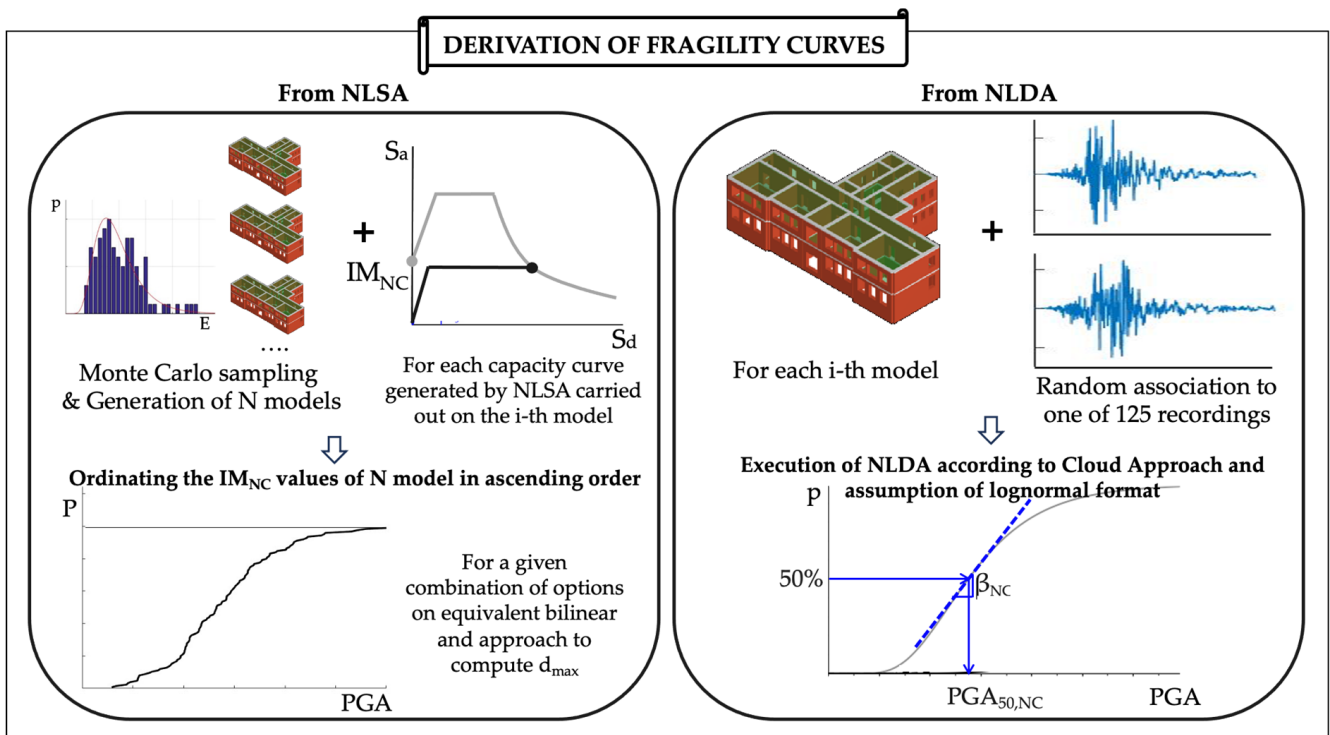 DERIVATION OF FRAGILITY CURVES
From NLSA
P
E
....
Monte Carlo sampling
& Generation of N models
+
Sa
IMNC
Sd
For each capacity curve
generated by NLSA carried
out on the i-th model
Ordinating the IMNC values of N model in ascending order
P
PGA
For a given
combination of options
on equivalent bilinear
and approach to
compute dmax
From NLDA
+
For each i-th model
Random association to
one of 125 recordings
Execution of NLDA according to Cloud Approach and
assumption of lognormal format
p
50%
βNC
PGA50,NC
PGA